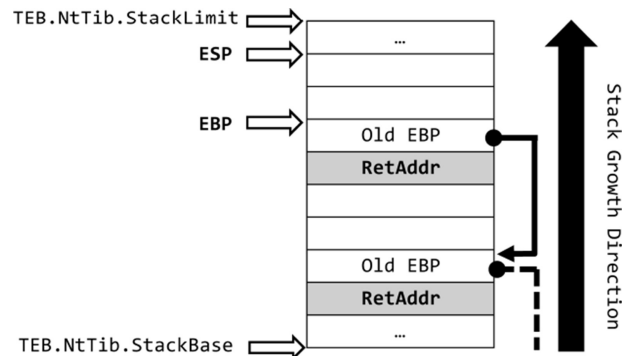 TEB.NtTib.StackLimit
…
ESP
EBP
Old EBP
RetAddr
Old EBP
RetAddr
…
TEB.NtTib.StackBase
Stack Growth Direction